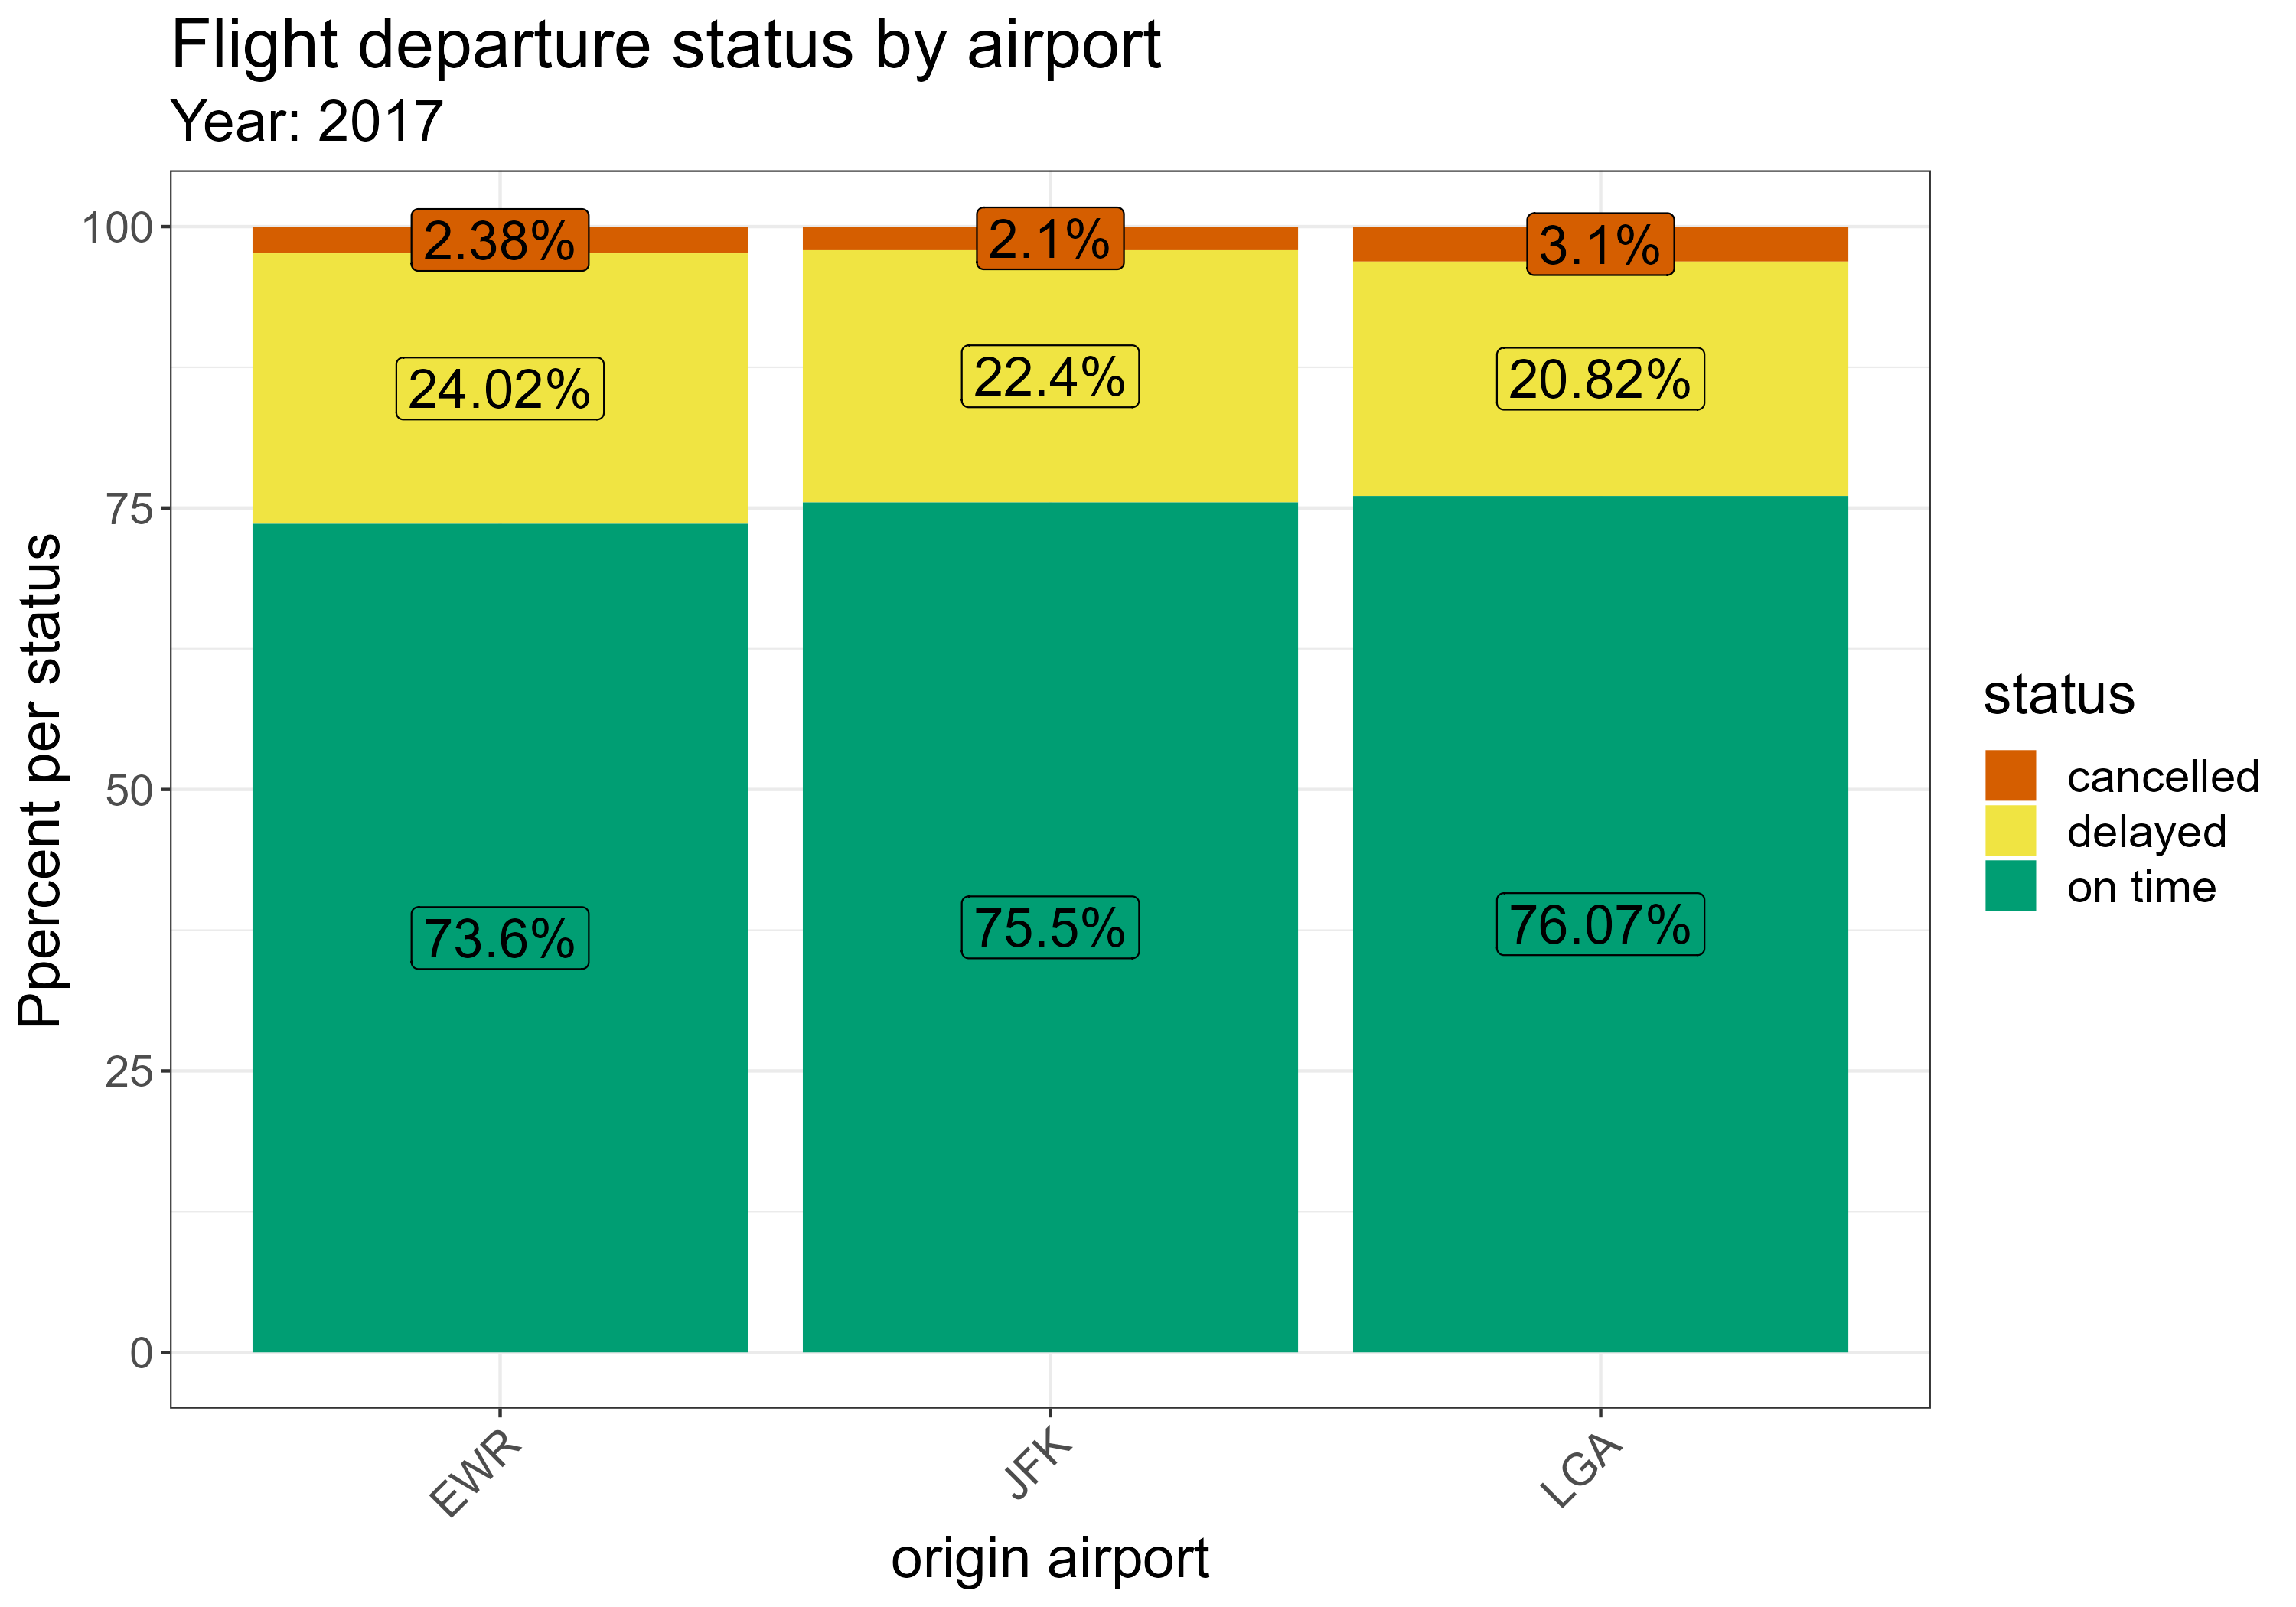 Flight departure status by airport
Year: 2017
Ppercent per status
100
75
50
25
0
2.38%
2.1%
3.1%
24.02%
22.4%
20.82%
73.6%
75.5%
76.07%
EWR
JFK
LGA
origin airport
status
cancelled
delayed
on time